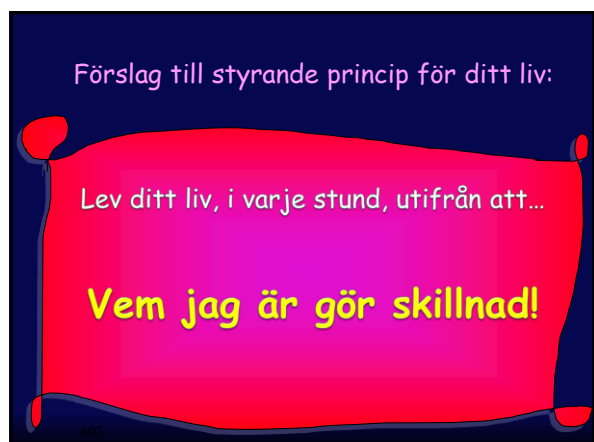 Förslag till styrande princip för ditt liv:
Lev ditt liv, i varje stund, utifrån att…
Vem jag är gör skillnad!